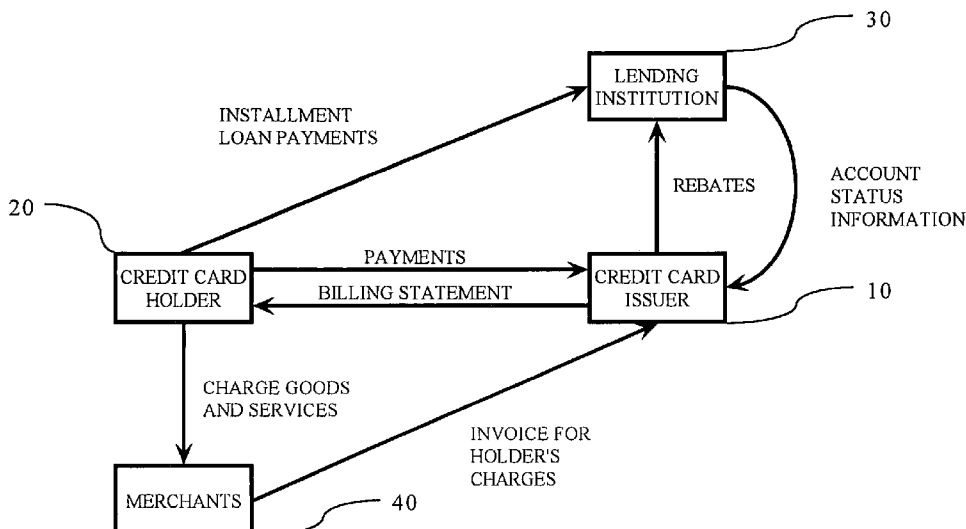 30
LENDING
INSTITUTION
INSTALLMENT
LOAN PAYMENTS
REBATES
ACCOUNT
STATUS
INFORMATION
20
CREDIT CARD
HOLDER
PAYMENTS
BILLING STATEMENT
CREDIT CARD
ISSUER
10
CHARGE GOODS
AND SERVICES
INVOICE FOR
HOLDER'S
CHARGES
MERCHANTS
40